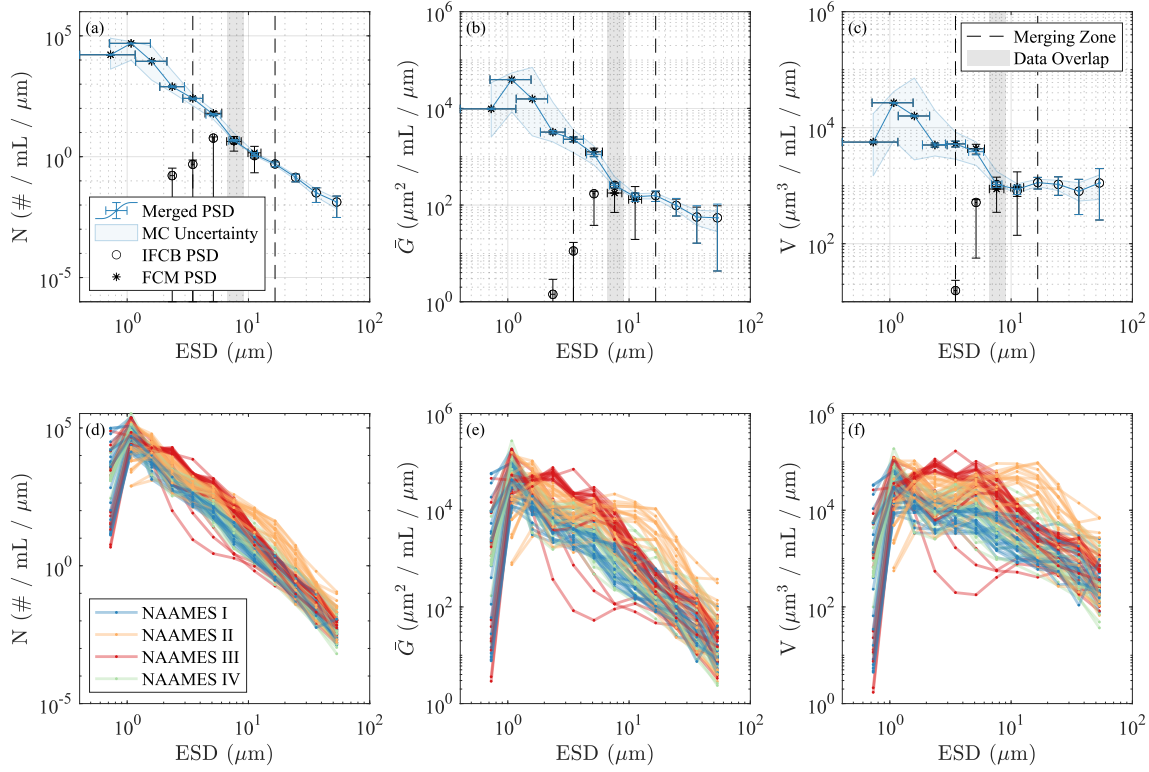 (a)
10^5
10^0
10^-5
N (# / mL / μm)
Merged PSD
MC Uncertainty
IFCB PSD
FCM PSD
10^0
10^1
10^2
ESD (μm)
(b)
10^6
10^4
10^2
10^0
Ḡ (μm^2 / mL / μm)
10^0
10^1
10^2
ESD (μm)
(c)
10^6
10^4
10^2
V (μm^3 / mL / μm)
Merging Zone
Data Overlap
10^0
10^1
10^2
ESD (μm)
(d)
10^5
10^0
10^-5
N (# / mL / μm)
NAAMES I
NAAMES II
NAAMES III
NAAMES IV
10^0
10^1
10^2
ESD (μm)
(e)
10^6
10^4
10^2
10^0
Ḡ (μm^2 / mL / μm)
10^0
10^1
10^2
ESD (μm)
(f)
10^6
10^4
10^2
10^0
V (μm^3 / mL / μm)
10^0
10^1
10^2
ESD (μm)